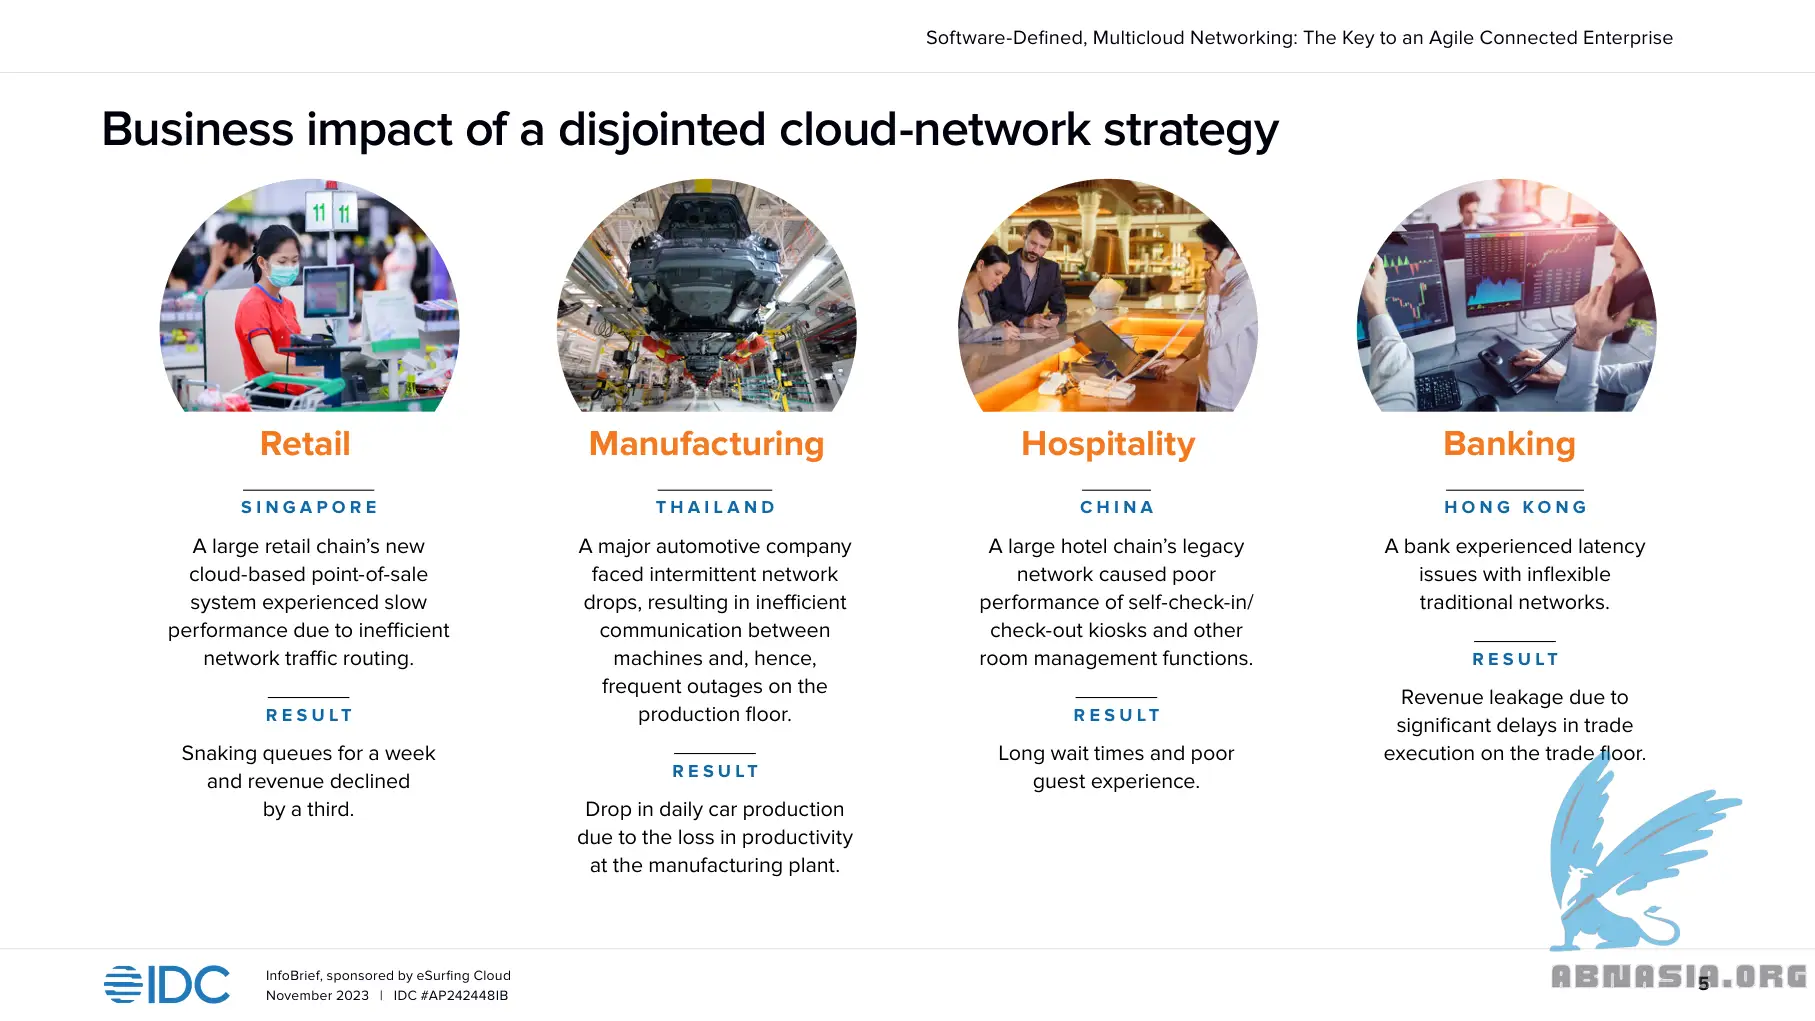 Software-Defined, Multicloud Networking: The Key to an Agile Connected Enterprise
Business impact of a disjointed cloud-network strategy
11 11
Retail
SINGAPORE
A large retail chain’s new
cloud-based point-of-sale
system experienced slow
performance due to inefficient
network traffic routing.
RESULT
Snaking queues for a week
and revenue declined
by a third.
Manufacturing
THAILAND
A major automotive company
faced intermittent network
drops, resulting in inefficient
communication between
machines and, hence,
frequent outages on the
production floor.
RESULT
Drop in daily car production
due to the loss in productivity
at the manufacturing plant.
Hospitality
CHINA
A large hotel chain’s legacy
network caused poor
performance of self-check-in/
check-out kiosks and other
room management functions.
RESULT
Long wait times and poor
guest experience.
Banking
HONG KONG
A bank experienced latency
issues with inflexible
traditional networks.
RESULT
Revenue leakage due to
significant delays in trade
execution on the trade floor.
IDC
InfoBrief, sponsored by eSurfing Cloud
November 2023 | IDC #AP242448IB
5
ABNASIA.ORG